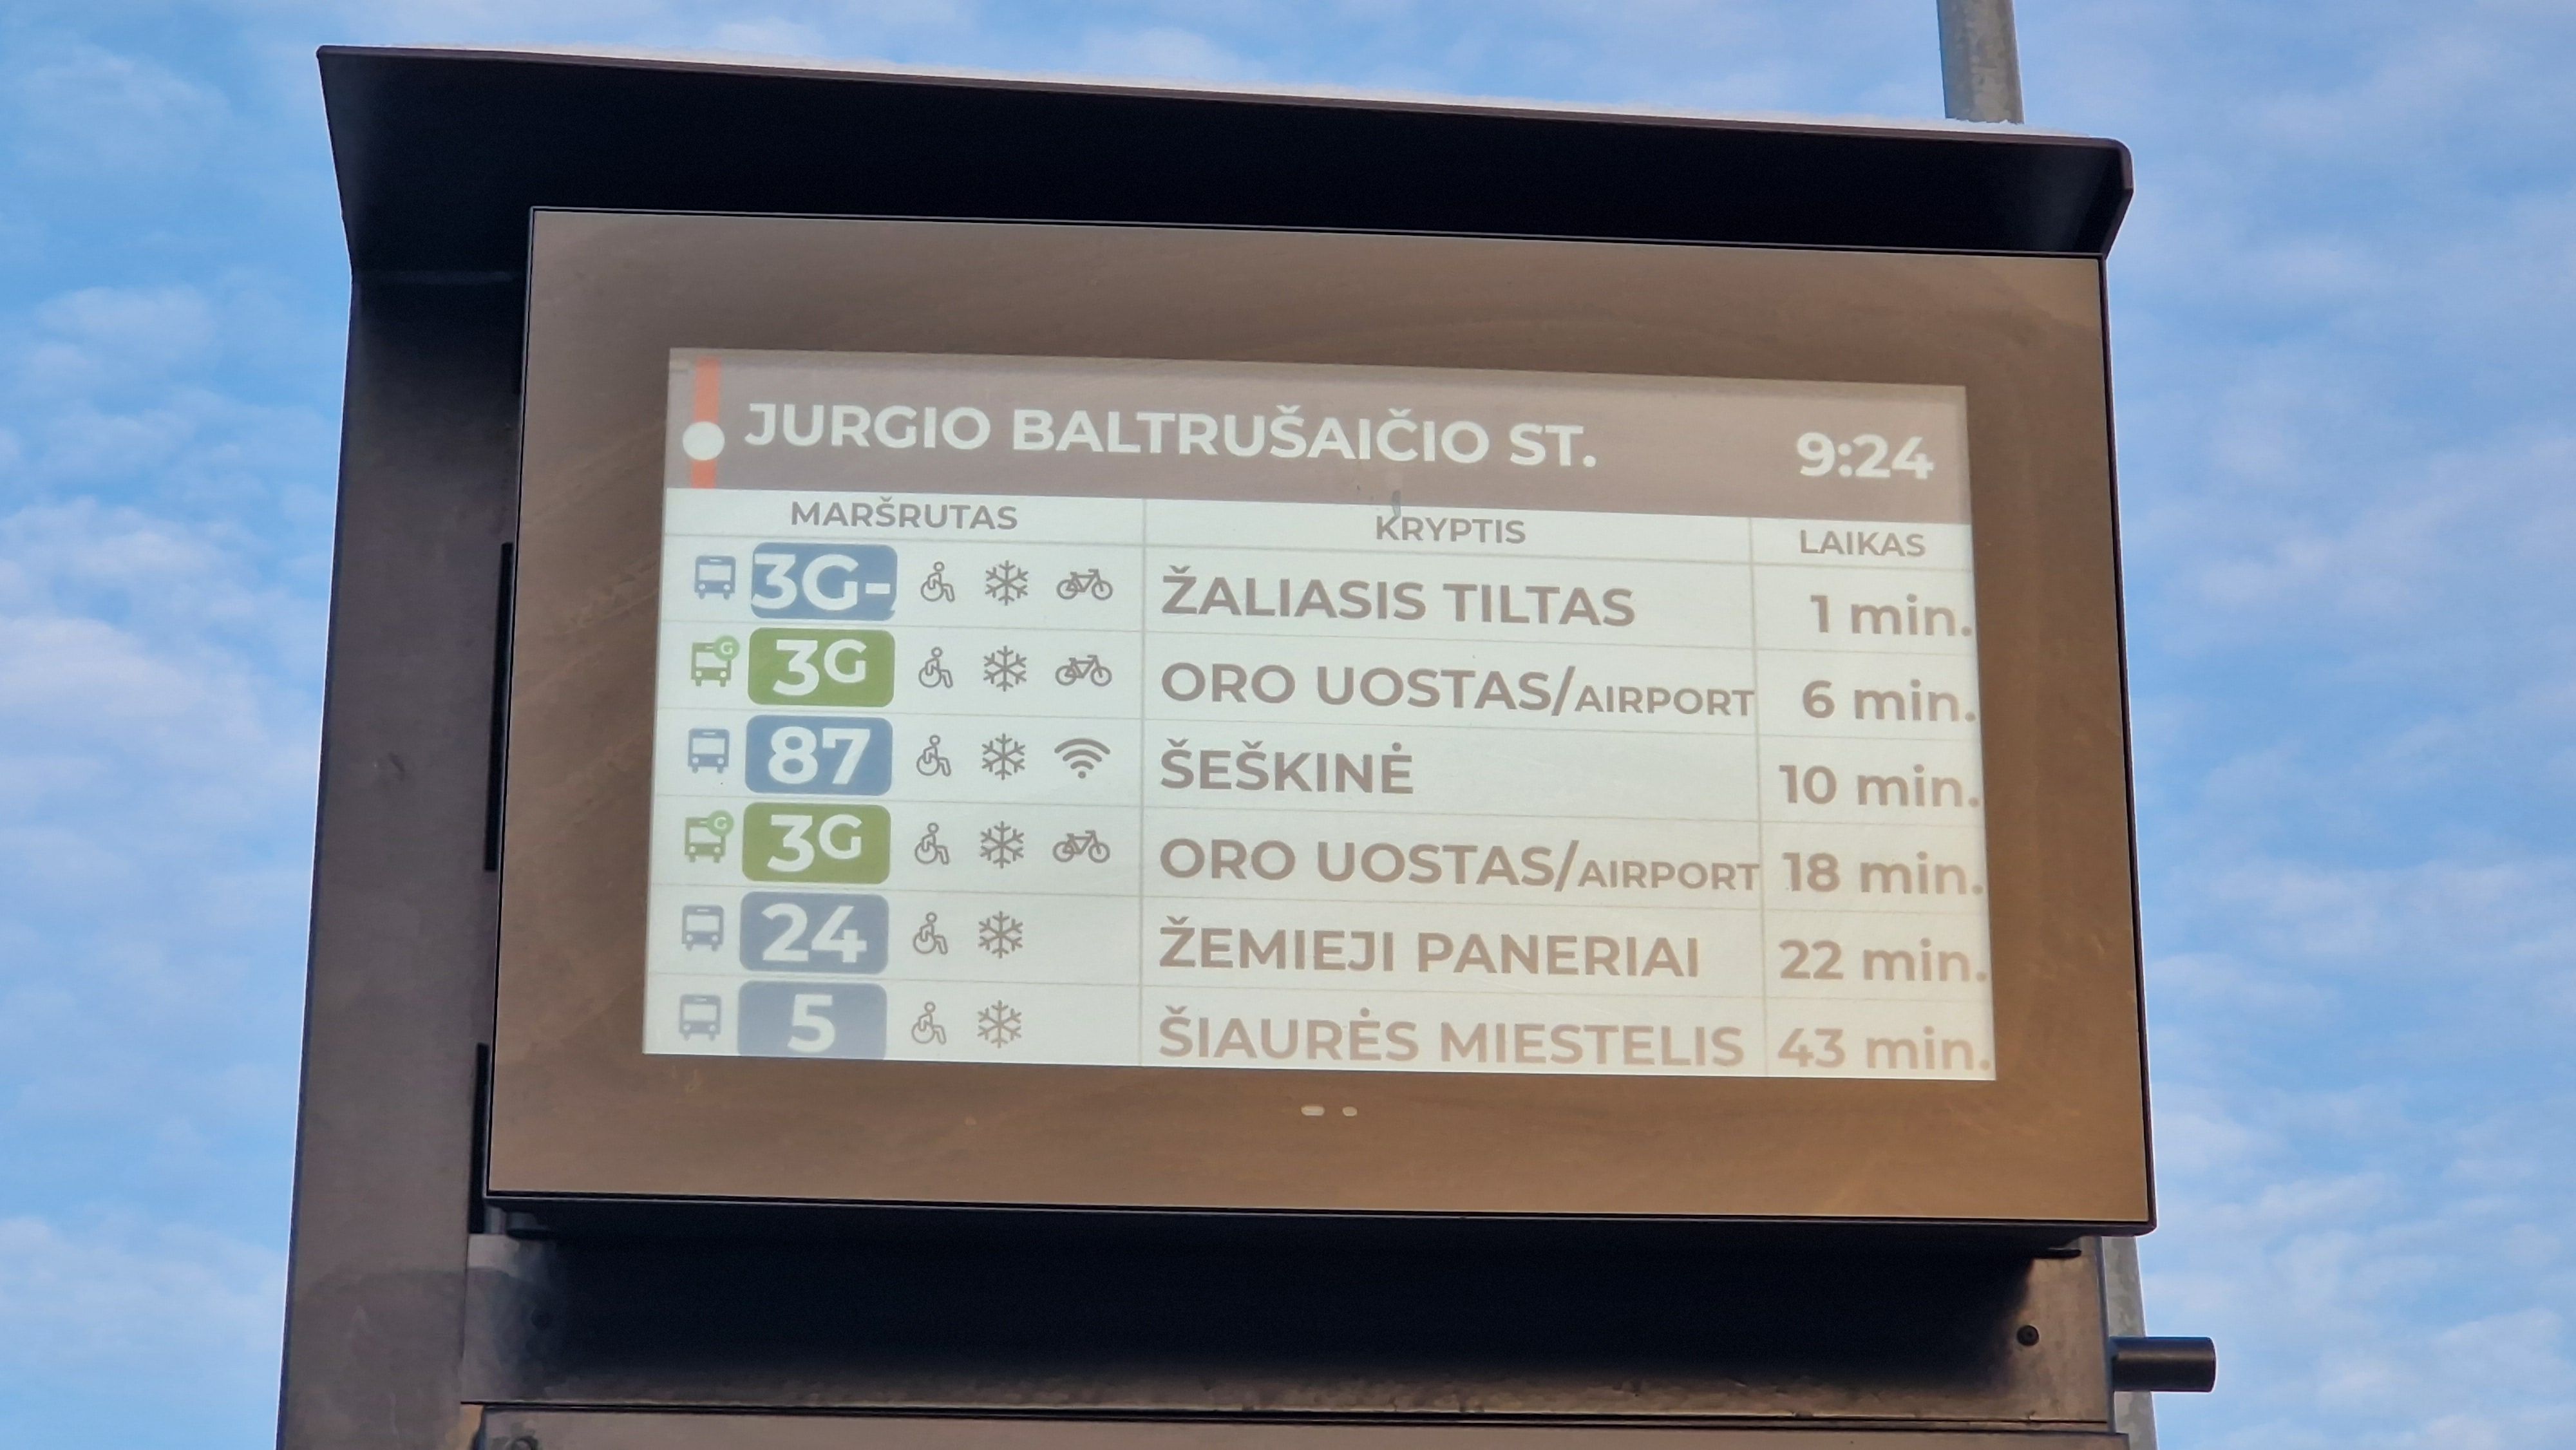 JURGIO BALTRUŠAIČIO ST. 9:24
MARŠRUTAS KRYPTIS LAIKAS
3G- ŽALIASIS TILTAS 1 min.
G 3G ORO UOSTAS/AIRPORT 6 min.
87 ŠEŠKINĖ 10 min.
G 3G ORO UOSTAS/AIRPORT 18 min.
24 ŽEMIEJI PANERIAI 22 min.
5 ŠIAURĖS MIESTELIS 43 min.